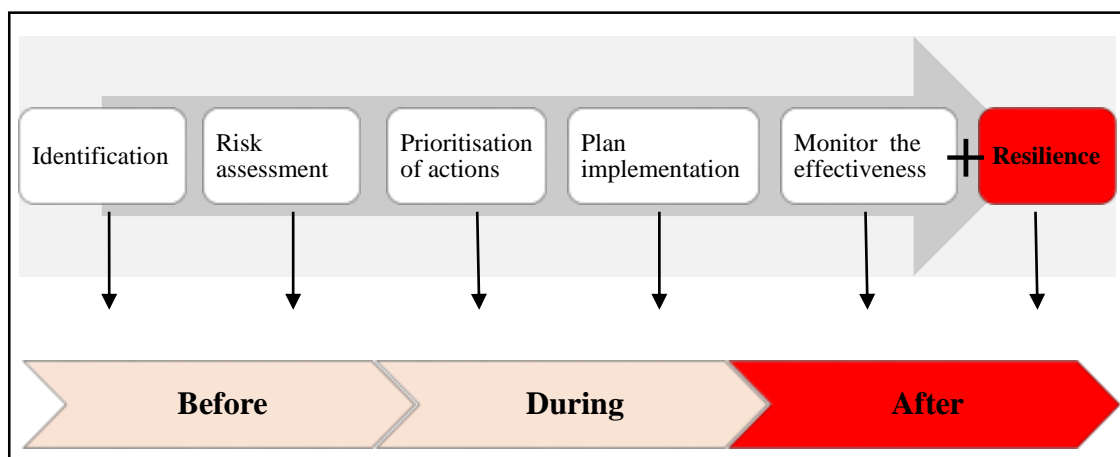 Identification
Risk
assessment
Prioritisation
of actions
Plan
implementation
Monitor the
effectiveness
+
Resilience
Before
During
After